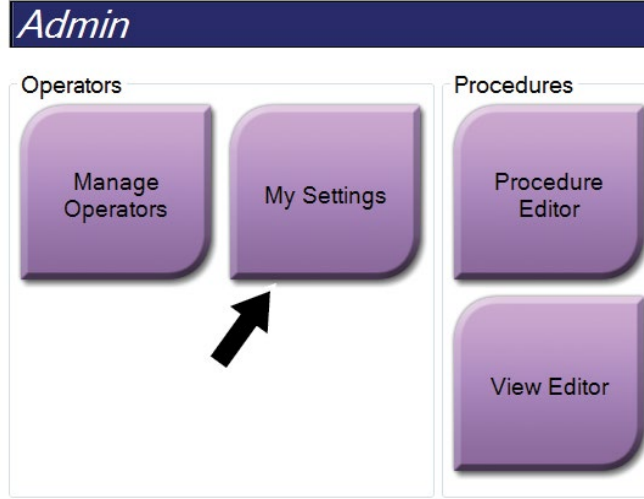 Admin
Operators
Procedures
Manage
Operators
My Settings
Procedure
Editor
View Editor